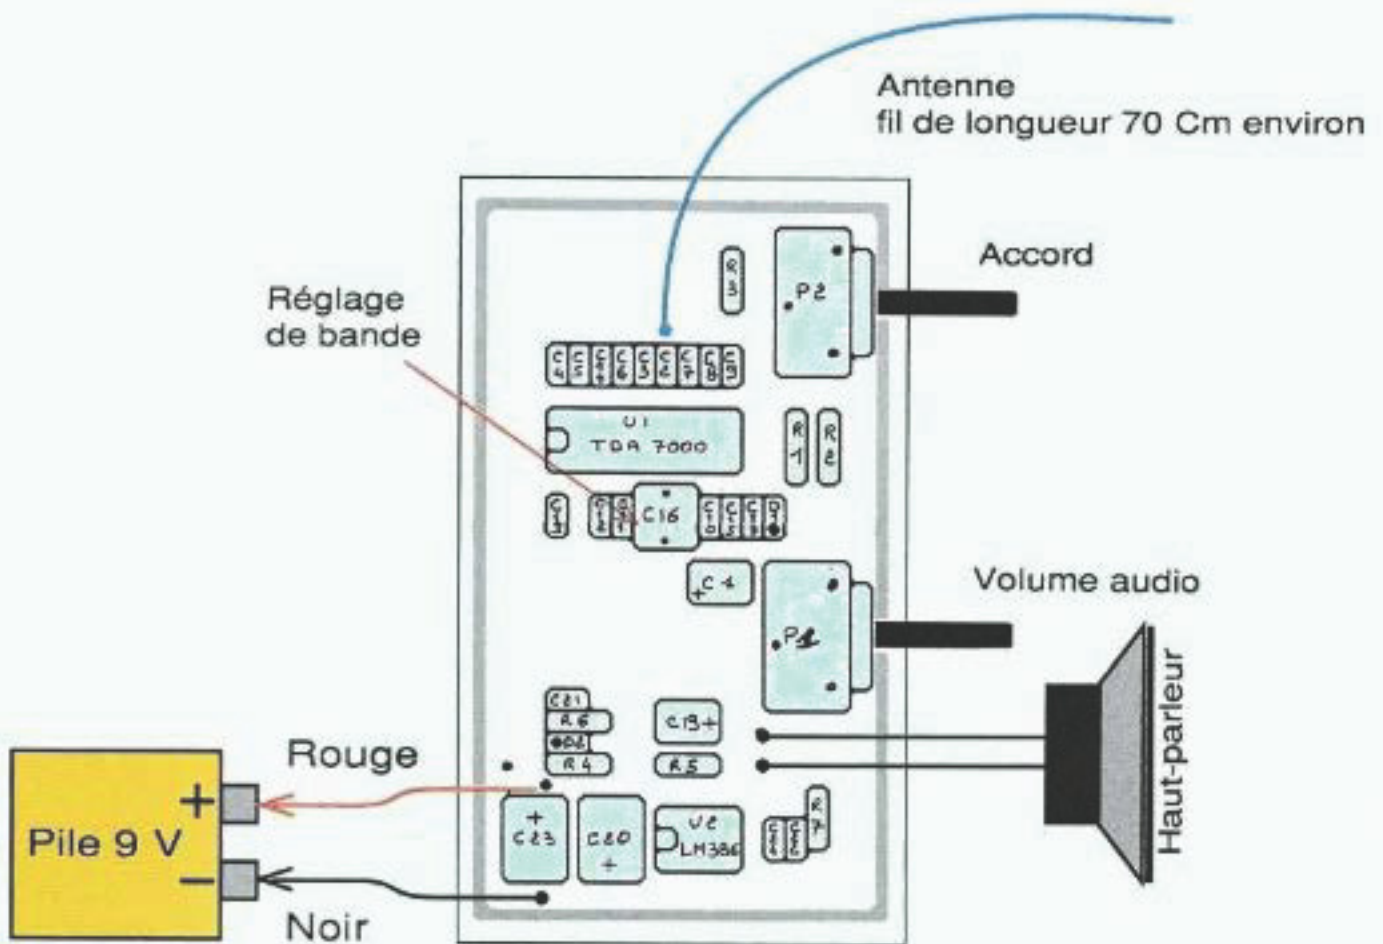 Antenne
fil de longueur 70 Cm environ
Accord
R3
P2
Réglage
de bande
U1
TDA 7000
R1
R2
C16
C1
+
Volume audio
P1
Haut-parleur
C21
R6
D2
R4
C19+
R5
Rouge
+
Pile 9 V
−
Noir
+
C23
C20
+
U2
LM386
R7